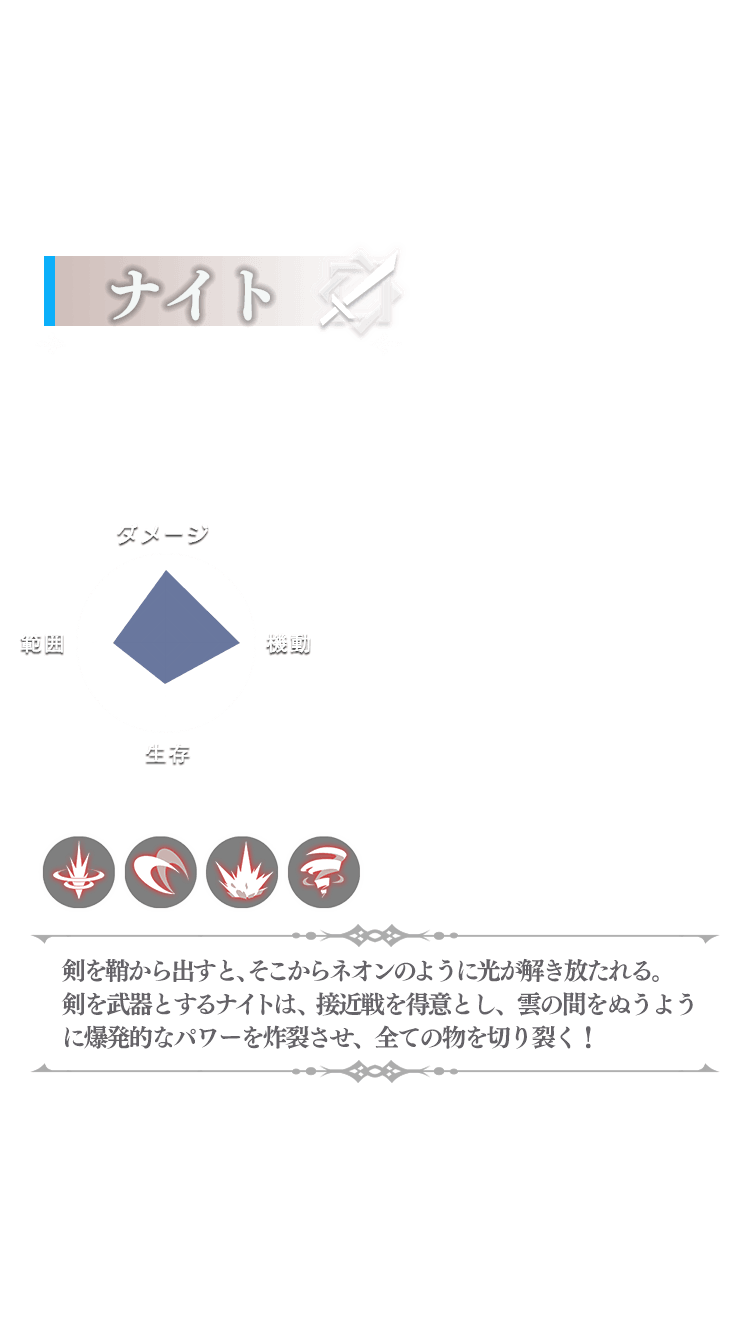 ナイト
ダメージ
範囲
機動
生存
剣を鞘から出すと、そこからネオンのように光が解き放たれる。
剣を武器とするナイトは、接近戦を得意とし、雲の間をぬうよう
に爆発的なパワーを炸裂させ、全ての物を切り裂く！